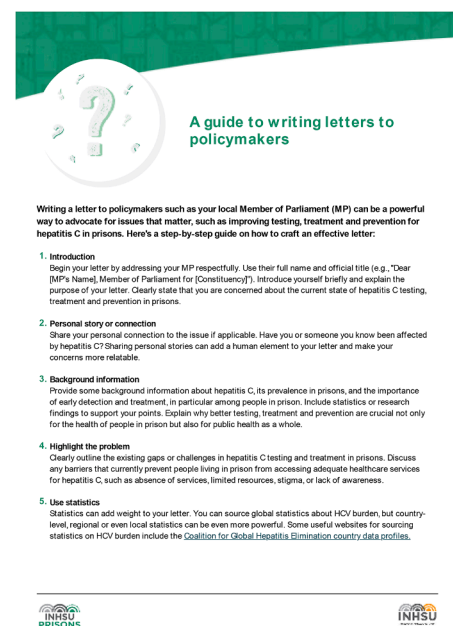 A guide to writing letters to
policymakers
Writing a letter to policymakers such as your local Member of Parliament (MP) can be a powerful
way to advocate for issues that matter, such as improving testing, treatment and prevention for
hepatitis C in prisons. Here's a step-by-step guide on how to craft an effective letter:
1. Introduction
Begin your letter by addressing your MP respectfully. Use their full name and official title (e.g., "Dear
[MP's Name], Member of Parliament for [Constituency]"). Introduce yourself briefly and explain the
purpose of your letter. Clearly state that you are concerned about the current state of hepatitis C testing,
treatment and prevention in prisons.
2. Personal story or connection
Share your personal connection to the issue if applicable. Have you or someone you know been affected
by hepatitis C? Sharing personal stories can add a human element to your letter and make your
concerns more relatable.
3. Background information
Provide some background information about hepatitis C, its prevalence in prisons, and the importance
of early detection and treatment, in particular among people in prison. Include statistics or research
findings to support your points. Explain why better testing, treatment and prevention are crucial not only
for the health of people in prison but also for public health as a whole.
4. Highlight the problem
Clearly outline the existing gaps or challenges in hepatitis C testing and treatment in prisons. Discuss
any barriers that currently prevent people living in prison from accessing adequate healthcare services
for hepatitis C, such as absence of services, limited resources, stigma, or lack of awareness.
5. Use statistics
Statistics can add weight to your letter. You can source global statistics about HCV burden, but country-
level, regional or even local statistics can be even more powerful. Some useful websites for sourcing
statistics on HCV burden include the Coalition for Global Hepatitis Elimination country data profiles.
INHSU
PRISONS
INHSU